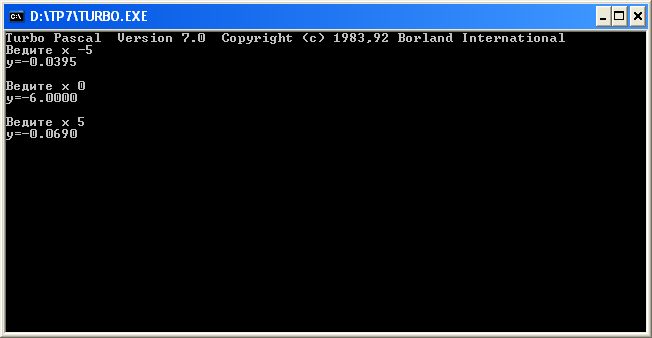 D:\TP7\TURBO.EXE
Turbo Pascal  Version 7.0  Copyright (c) 1983,92 Borland International
Ведите x -5
y=-0.0395
Ведите x 0
y=-6.0000
Ведите x 5
y=-0.0690